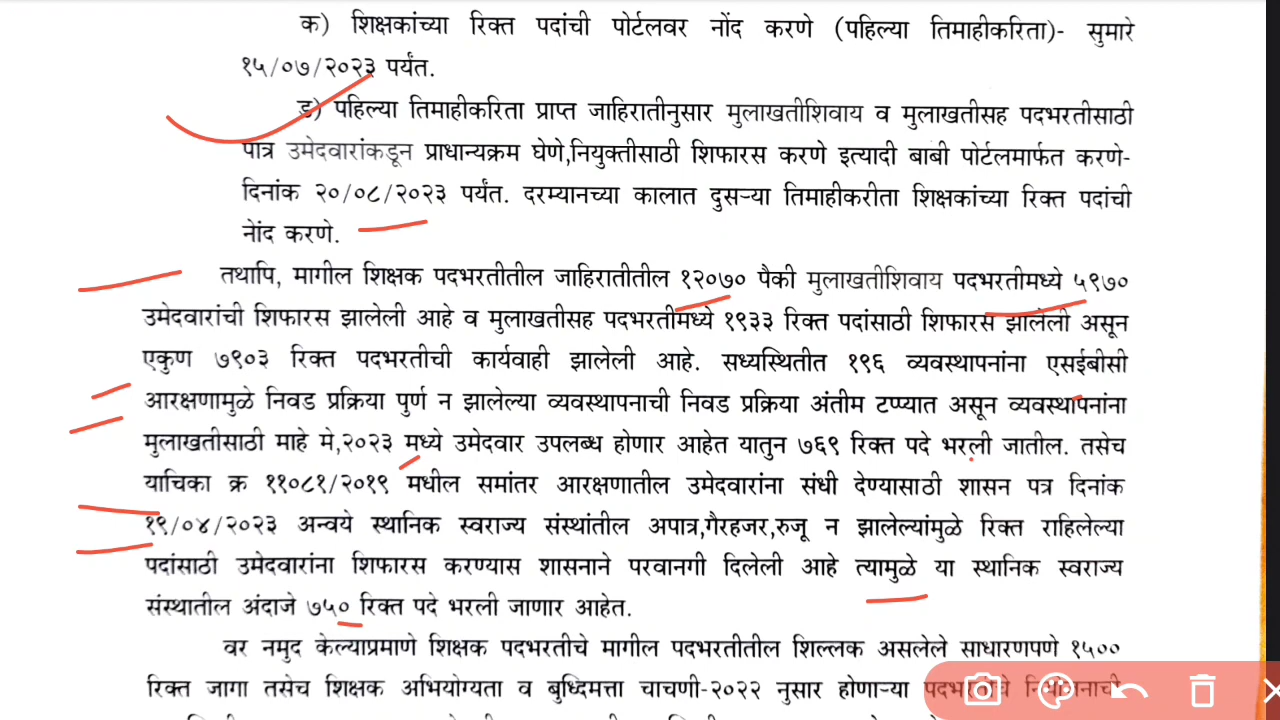 क) शिक्षकांच्या रिक्त पदांची पोर्टलवर नोंद करणे (पहिल्या तिमाहीकरिता)- सुमारे
१५/०७/२०२३ पर्यंत.
ड) पहिल्या तिमाहीकरिता प्राप्त जाहिरातीनुसार मुलाखतीशिवाय व मुलाखतीसह पदभरतीसाठी
पात्र उमेदवारांकडून प्राधान्यक्रम घेणे,नियुक्तीसाठी शिफारस करणे इत्यादी बाबी पोर्टलमार्फत करणे-
दिनांक २०/०८/२०२३ पर्यंत. दरम्यानच्या कालात दुसऱ्या तिमाहीकरीता शिक्षकांच्या रिक्त पदांची
नोंद करणे.
तथापि, मागील शिक्षक पदभरतीतील जाहिरातीतील १२०७० पैकी मुलाखतीशिवाय पदभरतीमध्ये ५९७०
उमेदवारांची शिफारस झालेली आहे व मुलाखतीसह पदभरतीमध्ये १९३३ रिक्त पदांसाठी शिफारस झालेली असून
एकुण ७९०३ रिक्त पदभरतीची कार्यवाही झालेली आहे. सध्यस्थितीत १९६ व्यवस्थापनांना एसईबीसी
आरक्षणामुळे निवड प्रक्रिया पुर्ण न झालेल्या व्यवस्थापनाची निवड प्रक्रिया अंतीम टप्प्यात असून व्यवस्थापनांना
मुलाखतीसाठी माहे मे,२०२३ मध्ये उमेदवार उपलब्ध होणार आहेत यातुन ७६९ रिक्त पदे भरली जातील. तसेच
याचिका क्र ११०८१/२०१९ मधील समांतर आरक्षणातील उमेदवारांना संधी देण्यासाठी शासन पत्र दिनांक
१९/०४/२०२३ अन्वये स्थानिक स्वराज्य संस्थांतील अपात्र,गैरहजर,रुजू न झालेल्यांमुळे रिक्त राहिलेल्या
पदांसाठी उमेदवारांना शिफारस करण्यास शासनाने परवानगी दिलेली आहे त्यामुळे या स्थानिक स्वराज्य
संस्थातील अंदाजे ७५० रिक्त पदे भरली जाणार आहेत.
वर नमुद केल्याप्रमाणे शिक्षक पदभरतीचे मागील पदभरतीतील शिल्लक असलेले साधारणपणे १५००
रिक्त जागा तसेच शिक्षक अभियोग्यता व बुध्दिमत्ता चाचणी-२०२२ नुसार होणाऱ्या पदभरतीचे नियोजनाची